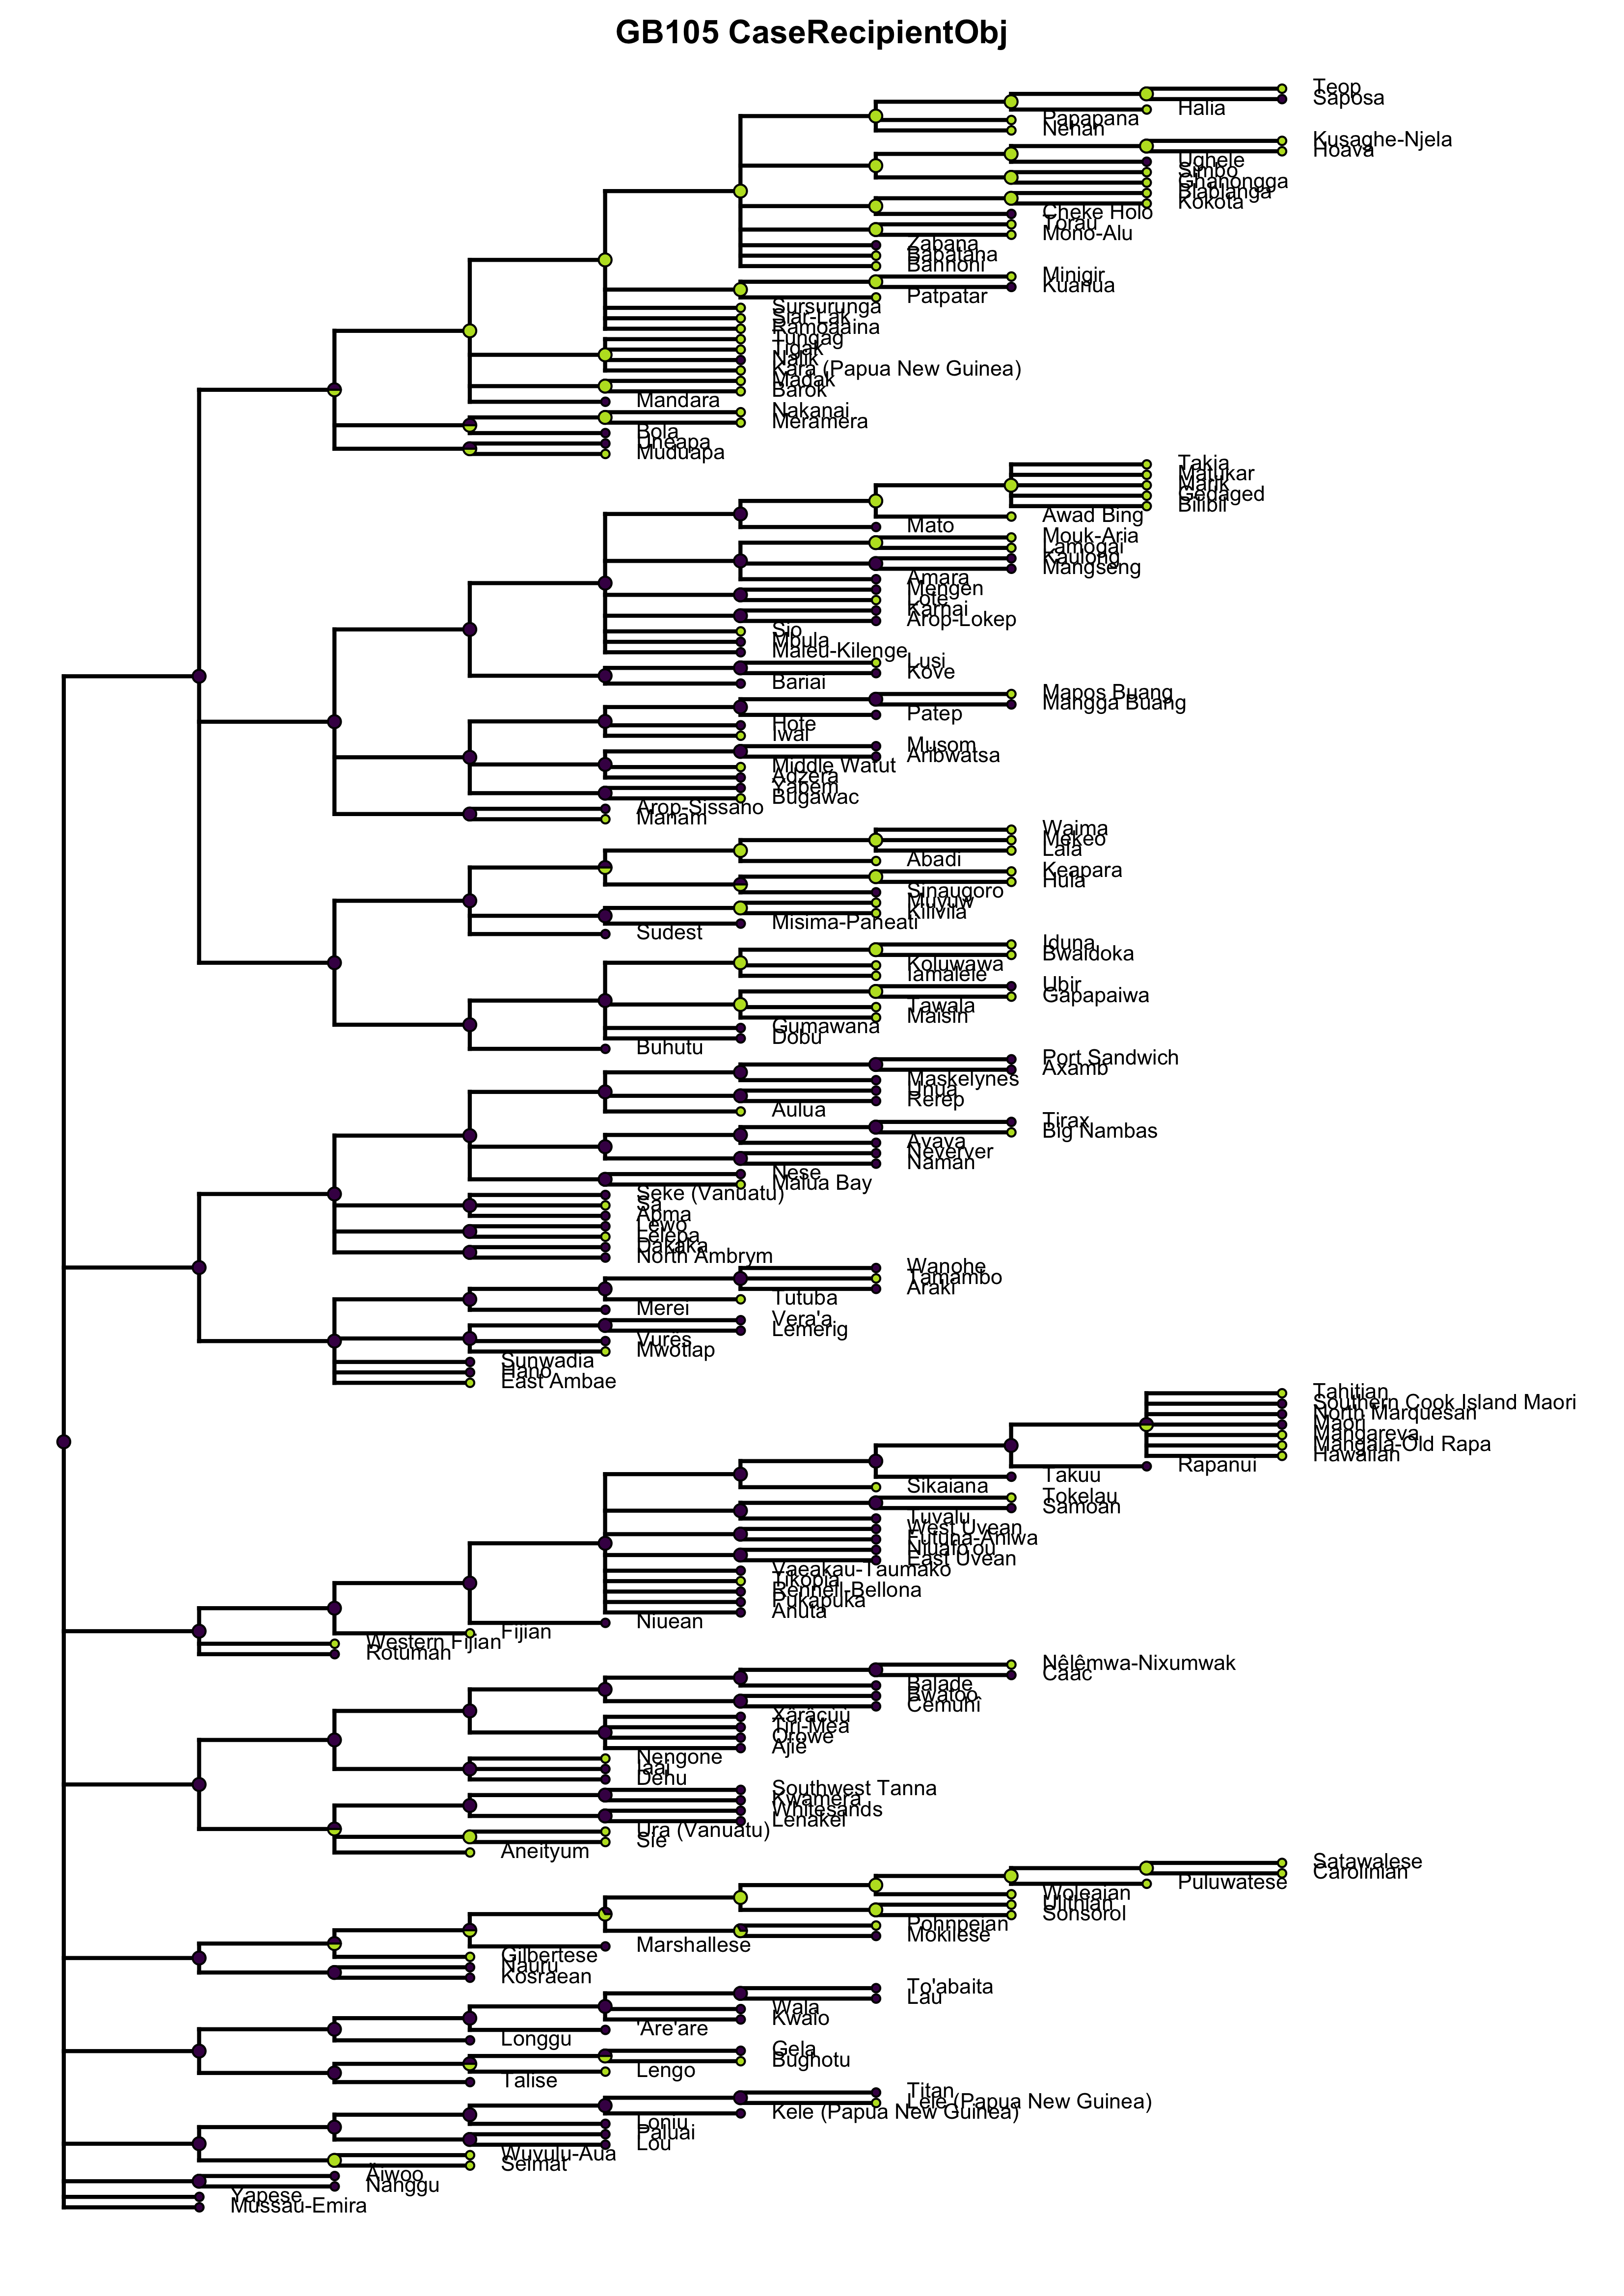 GB105 CaseRecipientObj
Teop
Saposa
Halia
Papapana
Nehan
Kusaghe-Njela
Hoava
Ughele
Simbo
Ghanongga
Blablanga
Kokota
Cheke Holo
Torau
Mono-Alu
Zabana
Babatana
Bannoni
Minigir
Kuanua
Patpatar
Sursurunga
Siar-Lak
Ramoaaina
Tungag
Tigak
Nalik
Kara (Papua New Guinea)
Madak
Barok
Mandara
Nakanai
Meramera
Bola
Uneapa
Muduapa
Takia
Matukar
Marik
Gedaged
Bilibil
Awad Bing
Mato
Mouk-Aria
Lamogai
Kaulong
Mangseng
Amara
Mengen
Lote
Karnai
Arop-Lokep
Sio
Mbula
Maleu-Kilenge
Lusi
Kove
Bariai
Mapos Buang
Mangga Buang
Patep
Hote
Iwal
Musom
Aribwatsa
Middle Watut
Adzera
Yabem
Bugawac
Arop-Sissano
Manam
Waima
Mekeo
Lala
Abadi
Keapara
Hula
Sinaugoro
Muyuw
Kilivila
Misima-Paneati
Sudest
Iduna
Bwaidoka
Koluwawa
Iamalele
Ubir
Gapapaiwa
Tawala
Maisin
Gumawana
Dobu
Buhutu
Port Sandwich
Axamb
Maskelynes
Unua
Rerep
Aulua
Tirax
Big Nambas
Avava
Neverver
Naman
Nese
Malua Bay
Seke (Vanuatu)
Sa
Apma
Lewo
Lelepa
Dakaka
North Ambrym
Wanohe
Tamambo
Araki
Tutuba
Merei
Vera'a
Lemerig
Vurës
Mwotlap
Sunwadia
Hano
East Ambae
Tahitian
Southern Cook Island Maori
North Marquesan
Maori
Mangareva
Mangaia-Old Rapa
Hawaiian
Rapanui
Takuu
Sikaiana
Tokelau
Samoan
Tuvalu
West Uvean
Futuna-Aniwa
Niuafo'ou
East Uvean
Vaeakau-Taumako
Tikopia
Rennell-Bellona
Pukapuka
Anuta
Niuean
Fijian
Western Fijian
Rotuman
Nêlêmwa-Nixumwak
Caac
Balade
Bwatoo
Cemuhî
Xârâcùù
Tiri-Mea
Orowe
Ajië
Nengone
Iaai
Dehu
Southwest Tanna
Kwamera
Whitesands
Lenakel
Ura (Vanuatu)
Sie
Aneityum
Satawalese
Carolinian
Puluwatese
Woleaian
Ulithian
Sonsorol
Pohnpeian
Mokilese
Marshallese
Gilbertese
Nauru
Kosraean
To'abaita
Lau
Wala
Kwaio
'Are'are
Longgu
Gela
Bughotu
Lengo
Talise
Titan
Lele (Papua New Guinea)
Kele (Papua New Guinea)
Loniu
Paluai
Lou
Wuvulu-Aua
Seimat
Äiwoo
Nanggu
Yapese
Mussau-Emira